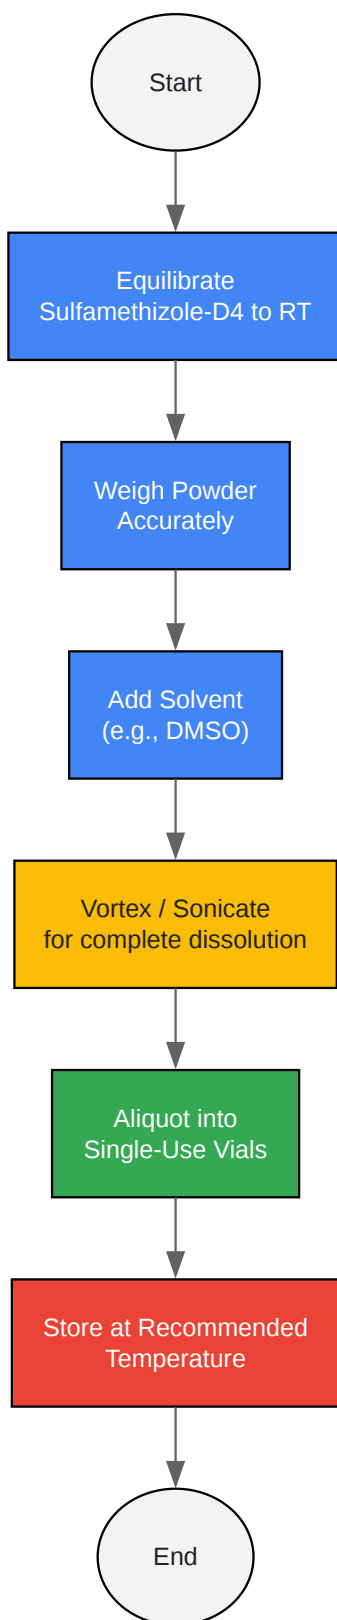 Start
Equilibrate
Sulfamethizole-D4 to RT
Weigh Powder
Accurately
Add Solvent
(e.g., DMSO)
Vortex / Sonicate
for complete dissolution
Aliquot into
Single-Use Vials
Store at Recommended
Temperature
End